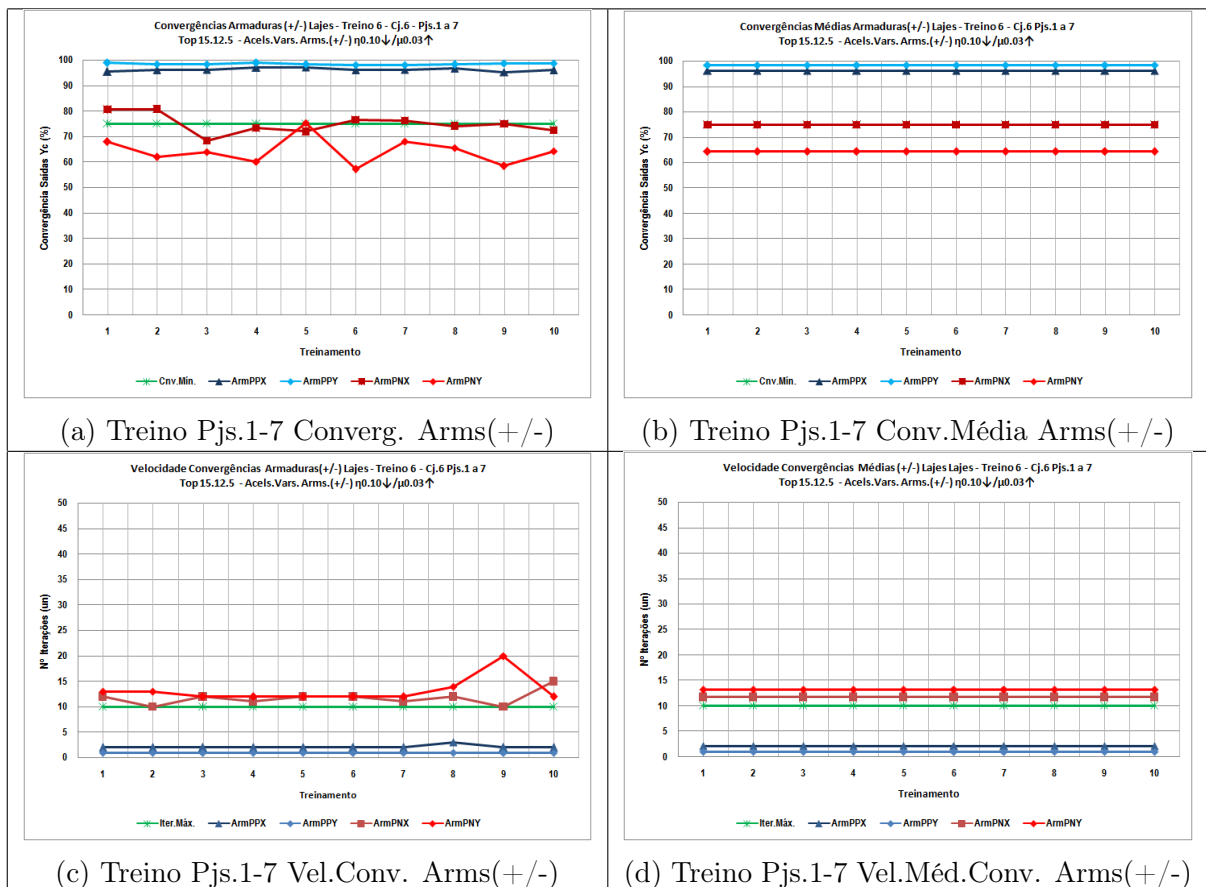 Convergências Armaduras (+/-) Lajes - Treino 6 - Cj.6 - Pjs.1 a 7
Top 15.12.5 - Acels.Vars. Arms.(+/-) η0.10↓/μ0.03↑
Convergência Saídas Yc (%)
100
90
80
70
60
50
40
30
20
10
0
1 2 3 4 5 6 7 8 9 10
Treinamento
Cnv.Mín. ArmPPX ArmPPY ArmPNX ArmPNY
(a) Treino Pjs.1-7 Converg. Arms(+/-)
Convergências Médias Armaduras(+/-) Lajes - Treino 6 - Cj.6 Pjs.1 a 7
Top 15.12.5 - Acels.Vars. Arms.(+/-) η0.10↓/μ0.03↑
Convergência Saídas Yc (%)
100
90
80
70
60
50
40
30
20
10
0
1 2 3 4 5 6 7 8 9 10
Treinamento
Cnv.Mín. ArmPPX ArmPPY ArmPNX ArmPNY
(b) Treino Pjs.1-7 Conv.Média Arms(+/-)
Velocidade Convergências Armaduras(+/-) Lajes - Treino 6 - Cj.6 Pjs.1 a 7
Top 15.12.5 - Acels.Vars. Arms.(+/-) η0.10↓/μ0.03↑
Nº Iterações (un)
50
45
40
35
30
25
20
15
10
5
0
1 2 3 4 5 6 7 8 9 10
Treinamento
Iter.Máx. ArmPPX ArmPPY ArmPNX ArmPNY
(c) Treino Pjs.1-7 Vel.Conv. Arms(+/-)
Velocidade Convergências Médias (+/-) Lajes Lajes - Treino 6 - Cj.6 Pjs.1 a 7
Top 15.12.5 - Acels.Vars. Arms.(+/-) η0.10↓/μ0.03↑
Nº Iterações (un)
50
45
40
35
30
25
20
15
10
5
0
1 2 3 4 5 6 7 8 9 10
Treinamento
Iter.Máx. ArmPPX ArmPPY ArmPNX ArmPNY
(d) Treino Pjs.1-7 Vel.Méd.Conv. Arms(+/-)